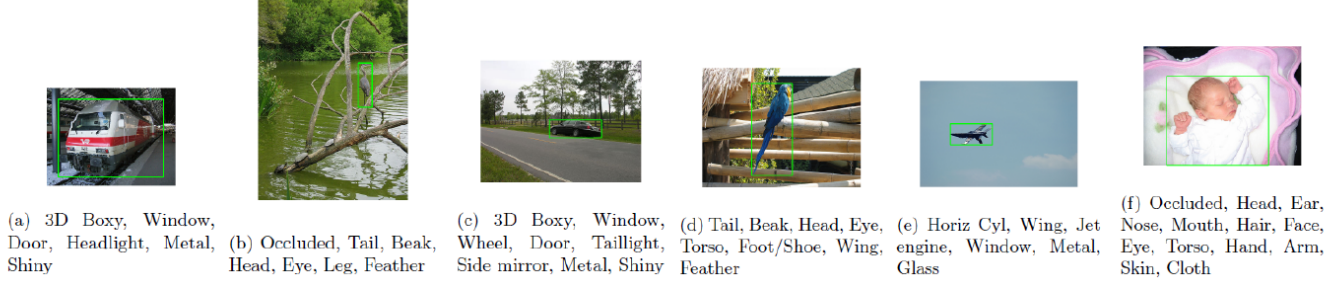 (a) 3D Boxy, Window,
Door, Headlight, Metal,
Shiny
(b) Occluded, Tail, Beak,
Head, Eye, Leg, Feather
(c) 3D Boxy, Window,
Wheel, Door, Taillight,
Side mirror, Metal, Shiny
(d) Tail, Beak, Head, Eye,
Torso, Foot/Shoe, Wing,
Feather
(e) Horiz Cyl, Wing, Jet
engine, Window, Metal,
Glass
(f) Occluded, Head, Ear,
Nose, Mouth, Hair, Face,
Eye, Torso, Hand, Arm,
Skin, Cloth